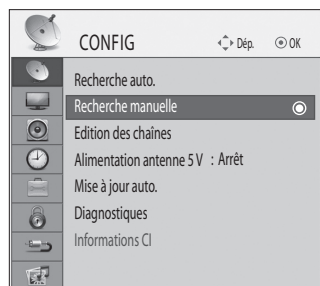 CONFIG Dép. OK
Recherche auto.
Recherche manuelle
Edition des chaînes
Alimentation antenne 5 V : Arrêt
Mise à jour auto.
Diagnostiques
Informations CI